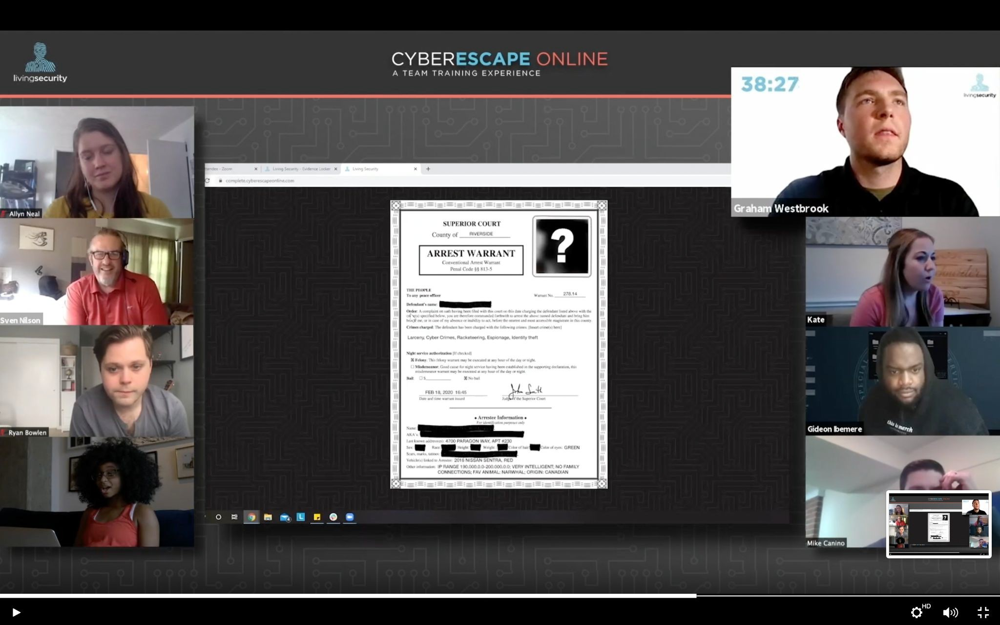 livingsecurity
CYBERESCAPE ONLINE
A TEAM TRAINING EXPERIENCE
38:27
livingsecurity
Graham Westbrook
Allyn Neal
Sven Nilson
Ryan Bowlen
Kate
this is merch
Gideon Ibemere
Mike Canino
ttendee - Zoom
Living Security - Evidence Locker
Living Security
complete.cyberescapeonline.com
SUPERIOR COURT
County of RIVERSIDE
?
ARREST WARRANT
Conventional Arrest Warrant
Penal Code §§ 813-5
THE PEOPLE
To any peace officer
Warrant No. 278.14
Defendant's name:
Order: A complaint on oath having been filed with this court on this date charging the defendant listed above with the
specified below, you are therefore commanded forthwith to arrest the above named defendant and bring him
me, or in case of my absence or inability to act, before the nearest and most accessible magistrate in this county.
Crimes charged: The defendant has been charged with the following crimes: [Insert crime(s) here]
Larceny, Cyber Crimes, Racketeering, Espionage, Identity theft
Night service authorization [If checked]
Felony: This felony warrant may be executed at any hour of the day or night.
Misdemeanor: Good cause for night service having been established in the supporting declaration, this
misdemeanor warrant may be executed at any hour of the day or night.
Bail: $ No bail
FEB 18, 2020 16:45
John Smith
Date and time warrant issued
Judge of the Superior Court
Arrestee Information
For identification purposes only
Name:
AKA's:
Last known address(es): 4700 PARAGON WAY, APT #230
Sex: Race: Height: Weight: Color of hair: Color of eyes: GREEN
Scars, marks, tattoos:
Vehicle(s) linked to Arrestee: 2016 NISSAN SENTRA, RED
Other information: IP RANGE 190.000.0.0-200.000.0.0; VERY INTELLIGENT; NO FAMILY
CONNECTIONS; FAV ANIMAL: NARWHAL; ORIGIN: CANADIAN
4
L
HD